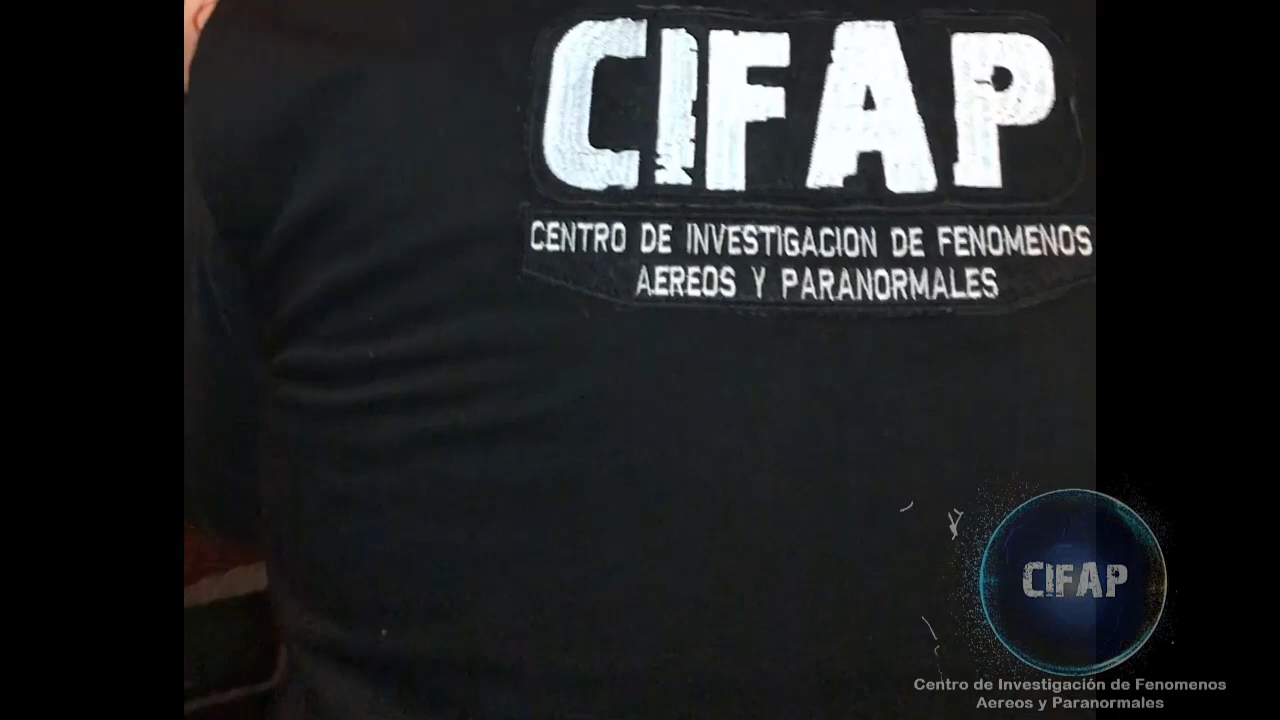 CIFAP
CENTRO DE INVESTIGACION DE FENOMENOS
AEREOS Y PARANORMALES
CIFAP
Centro de Investigación de Fenomenos
Aereos y Paranormales